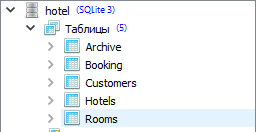 hotel (SQLite 3)
Таблицы (5)
Archive
Booking
Customers
Hotels
Rooms